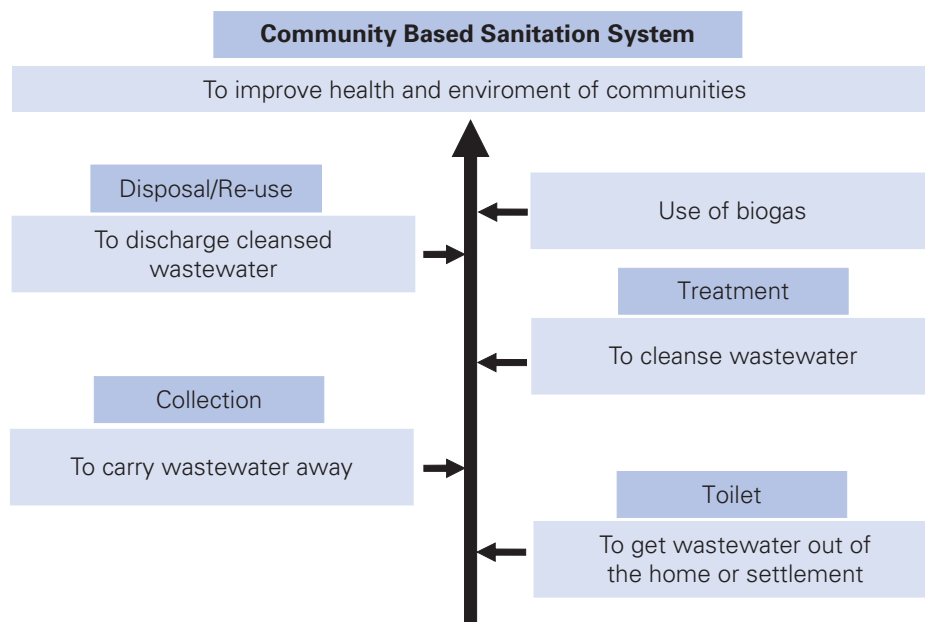 Community Based Sanitation System
To improve health and enviroment of communities
Disposal/Re-use
To discharge cleansed
wastewater
Use of biogas
Treatment
To cleanse wastewater
Collection
To carry wastewater away
Toilet
To get wastewater out of
the home or settlement